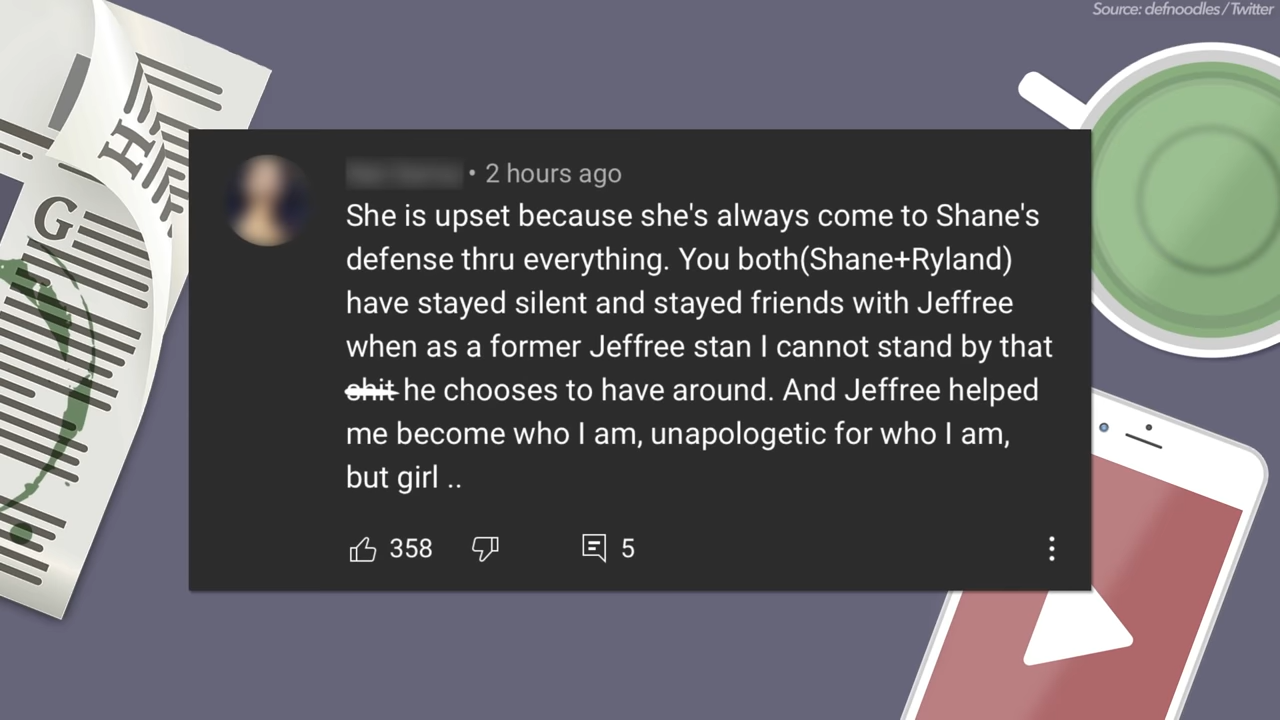 Source: defnoodles / Twitter
H
G
• 2 hours ago
She is upset because she's always come to Shane's
defense thru everything. You both(Shane+Ryland)
have stayed silent and stayed friends with Jeffree
when as a former Jeffree stan I cannot stand by that
shit he chooses to have around. And Jeffree helped
me become who I am, unapologetic for who I am,
but girl ..
358
5